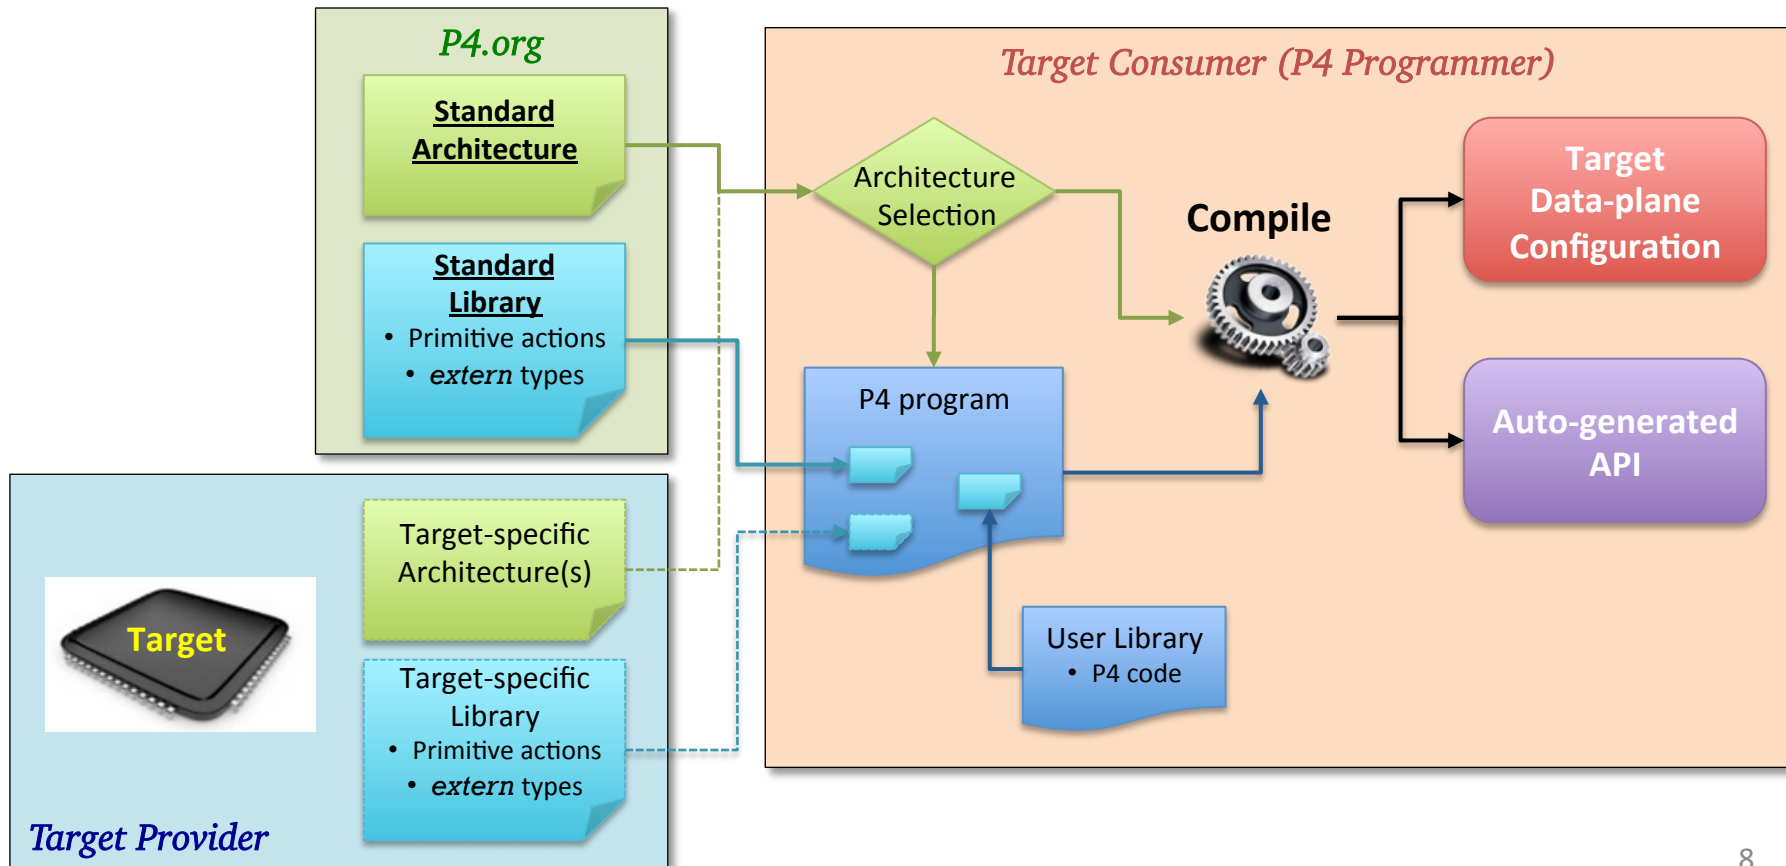 P4.org
Standard
Architecture
Standard
Library
• Primitive actions
• extern types
Target Consumer (P4 Programmer)
Architecture
Selection
Compile
Target
Data-plane
Configuration
P4 program
Auto-generated
API
User Library
• P4 code
Target-specific
Architecture(s)
Target
Target-specific
Library
• Primitive actions
• extern types
Target Provider
8